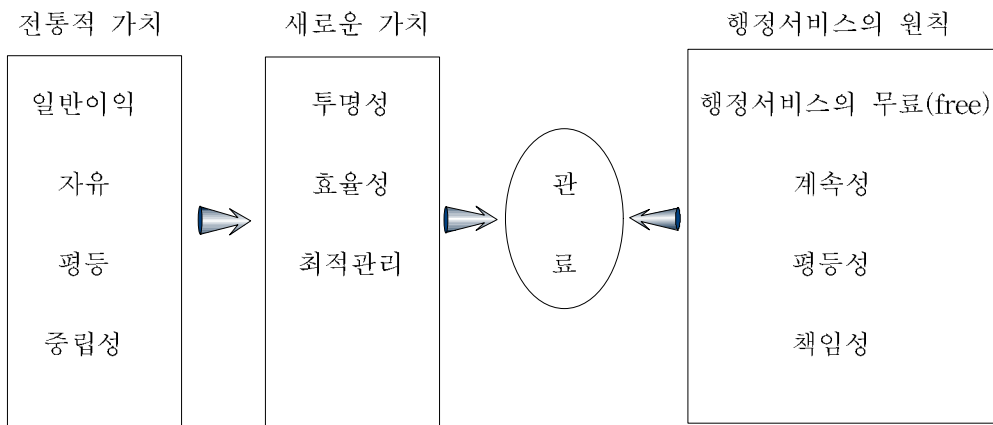 전통적 가치
일반이익
자유
평등
중립성
새로운 가치
투명성
효율성
최적관리
관
료
행정서비스의 원칙
행정서비스의 무료(free)
계속성
평등성
책임성